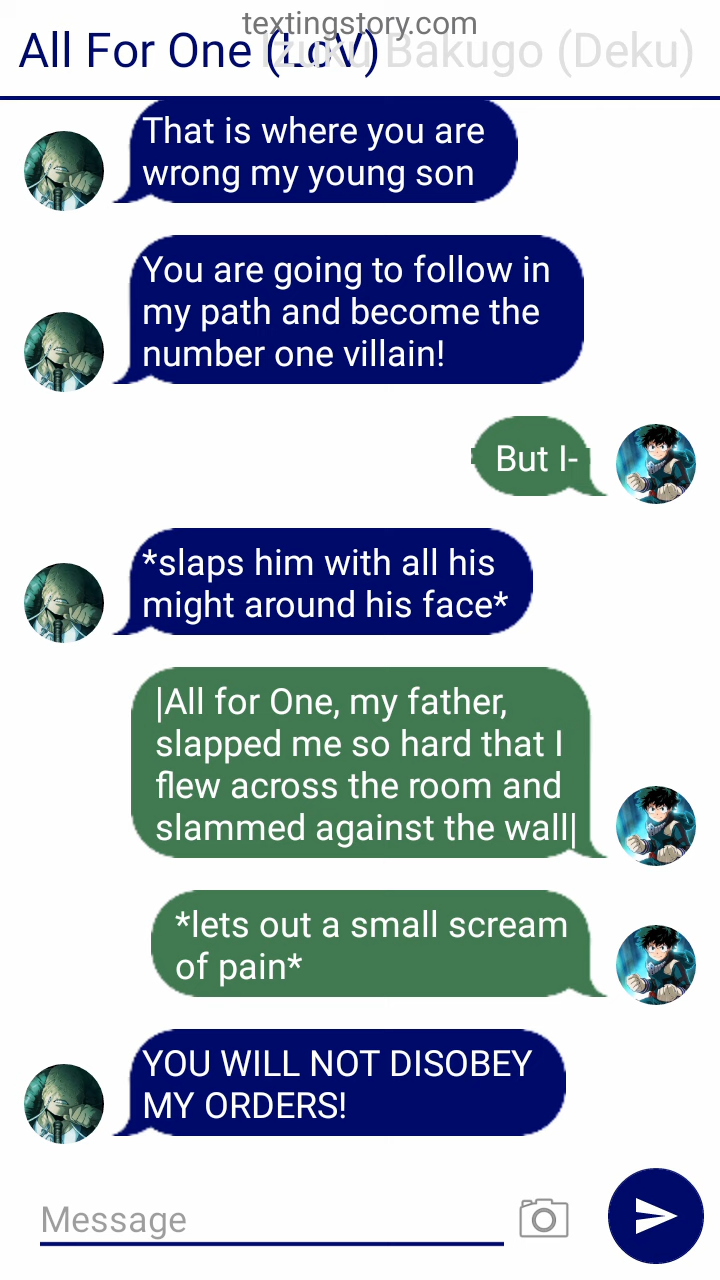 textingstory.com
All For One (LoV) Izuku Bakugo (Deku)
That is where you are
wrong my young son
You are going to follow in
my path and become the
number one villain!
But I-
*slaps him with all his
might around his face*
|All for One, my father,
slapped me so hard that I
flew across the room and
slammed against the wall|
*lets out a small scream
of pain*
YOU WILL NOT DISOBEY
MY ORDERS!
Message